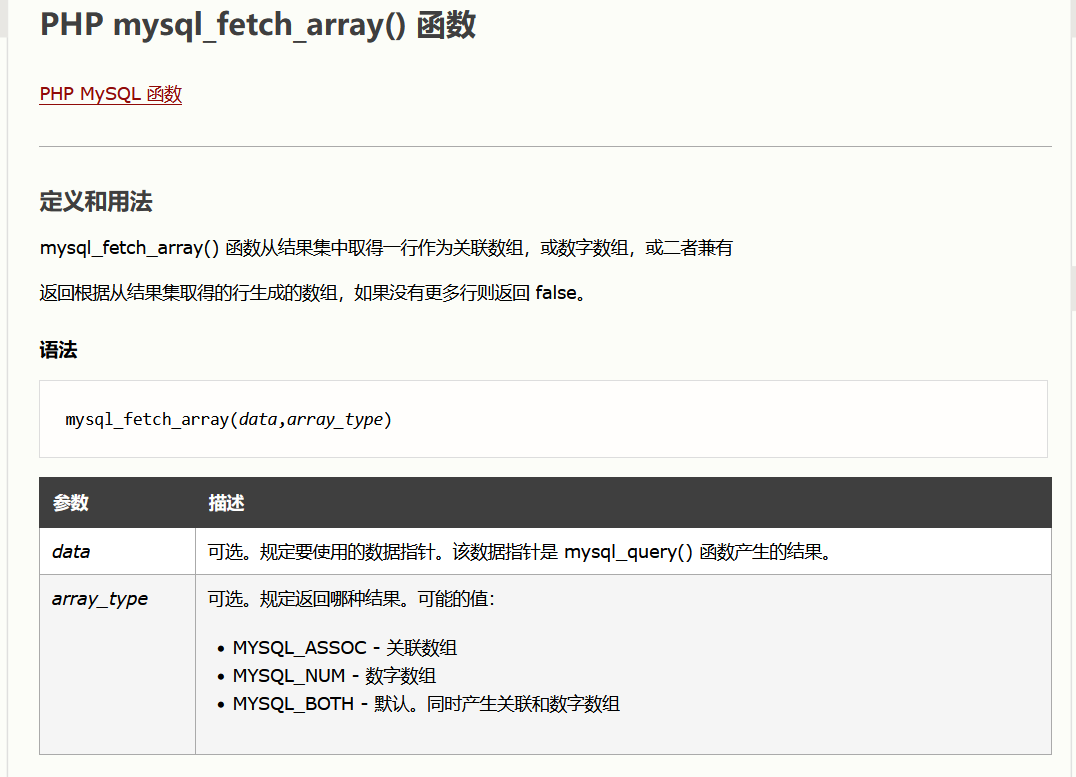 PHP mysql_fetch_array() 函数
PHP MySQL 函数
定义和用法
mysql_fetch_array() 函数从结果集中取得一行作为关联数组，或数字数组，或二者兼有
返回根据从结果集取得的行生成的数组，如果没有更多行则返回 false。
语法
mysql_fetch_array(data,array_type)
参数 描述
data 可选。规定要使用的数据指针。该数据指针是 mysql_query() 函数产生的结果。
array_type 可选。规定返回哪种结果。可能的值：
• MYSQL_ASSOC - 关联数组
• MYSQL_NUM - 数字数组
• MYSQL_BOTH - 默认。同时产生关联和数字数组